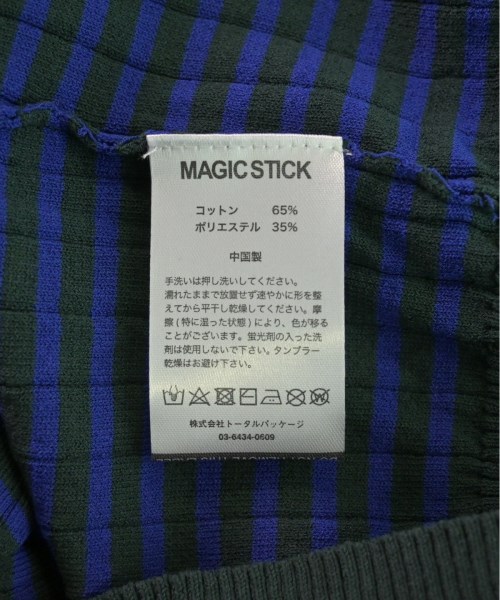 MAGIC STICK
コットン 65%
ポリエステル 35%
中国製
手洗いは押し洗いしてください。
濡れたままで放置せず速やかに形を整
えてから平干し乾燥してください。摩
擦(特に湿った状態)により、色が移る
ことがございます。蛍光剤の入った洗
剤は使用しないで下さい。タンブラー
乾燥はお避け下さい。
株式会社トータルパッケージ
03-6434-0609